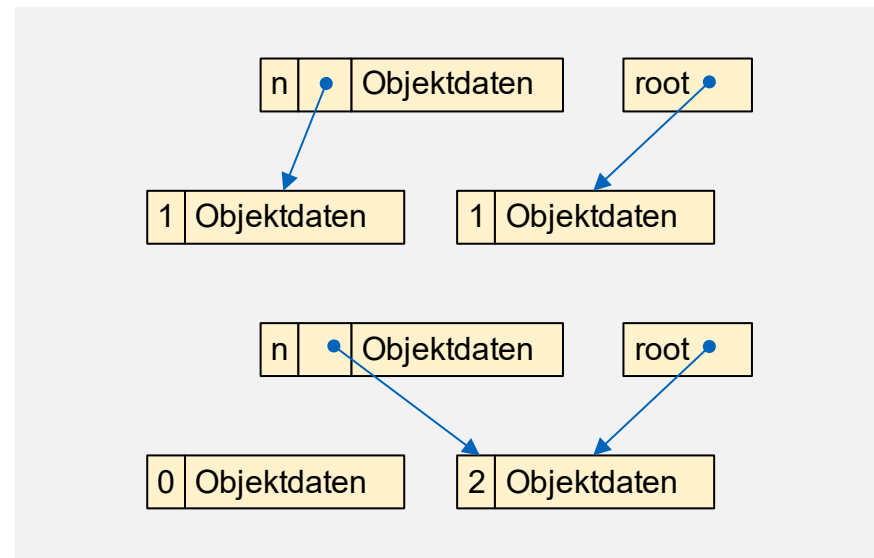 n Objektdaten root
1 Objektdaten 1 Objektdaten
n Objektdaten root
0 Objektdaten 2 Objektdaten